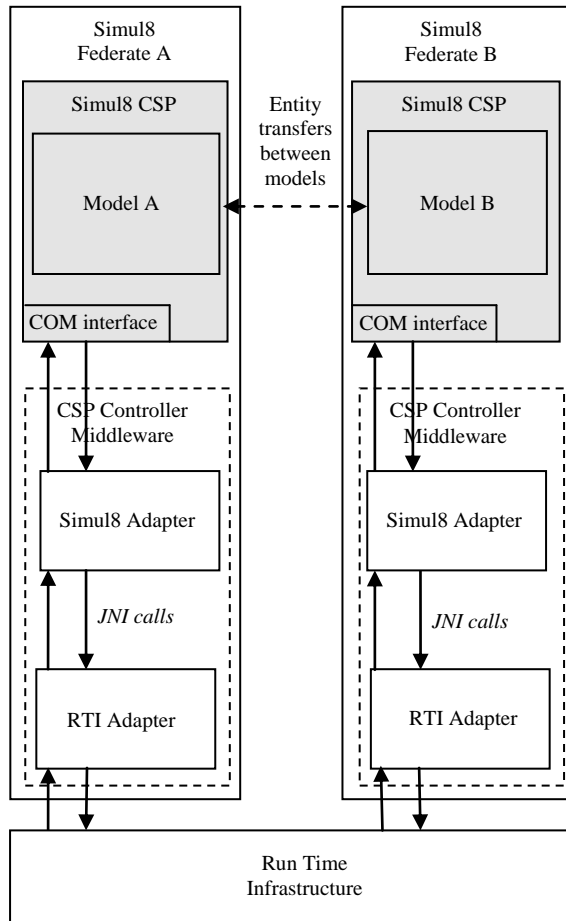 Simul8
Federate A
Simul8 CSP
Model A
COM interface
CSP Controller
Middleware
Simul8 Adapter
JNI calls
RTI Adapter
Entity
transfers
between
models
Simul8
Federate B
Simul8 CSP
Model B
COM interface
CSP Controller
Middleware
Simul8 Adapter
JNI calls
RTI Adapter
Run Time
Infrastructure